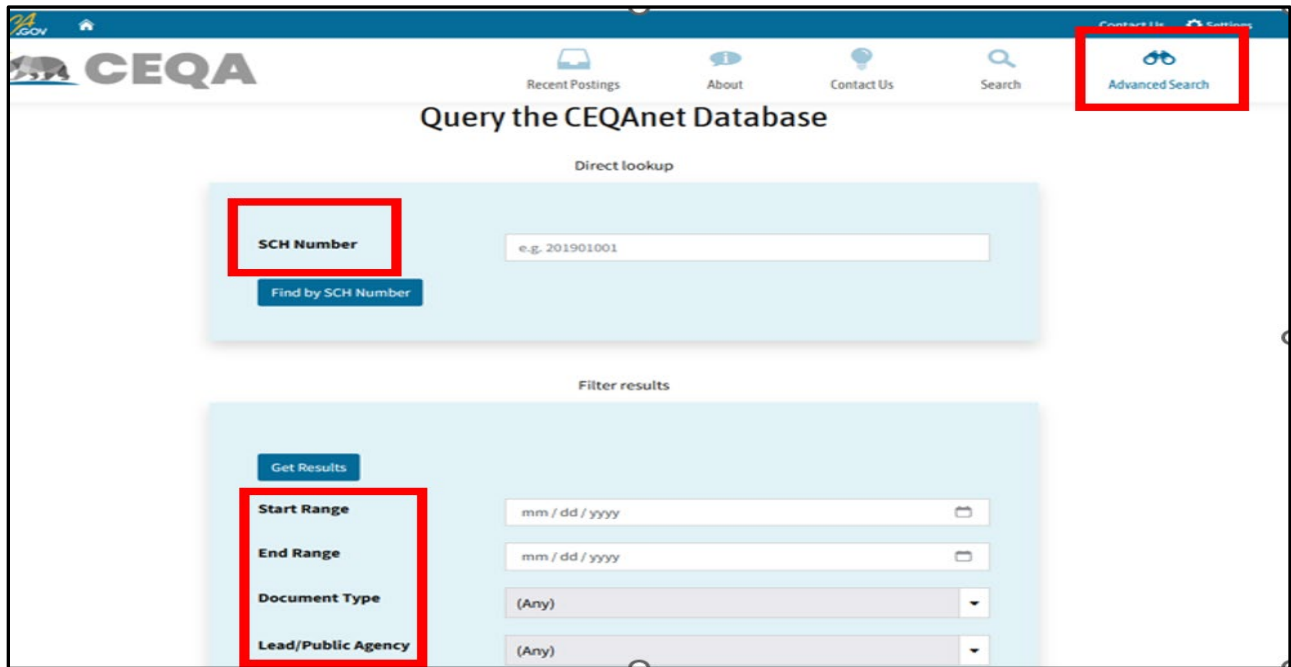 CA.GOV
Contact Us Settings
CEQA
Recent Postings About Contact Us Search Advanced Search
Query the CEQAnet Database
Direct lookup
SCH Number e.g. 201901001
Find by SCH Number
Filter results
Get Results
Start Range mm / dd / yyyy
End Range mm / dd / yyyy
Document Type (Any)
Lead/Public Agency (Any)